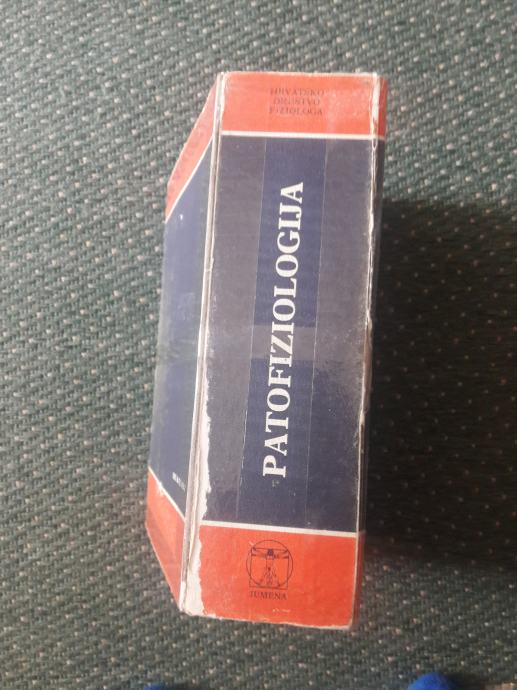 HRVATSKO
DRUŠTVO
FIZIOLOGA
PATOFIZIOLOGIJA
JUMENA